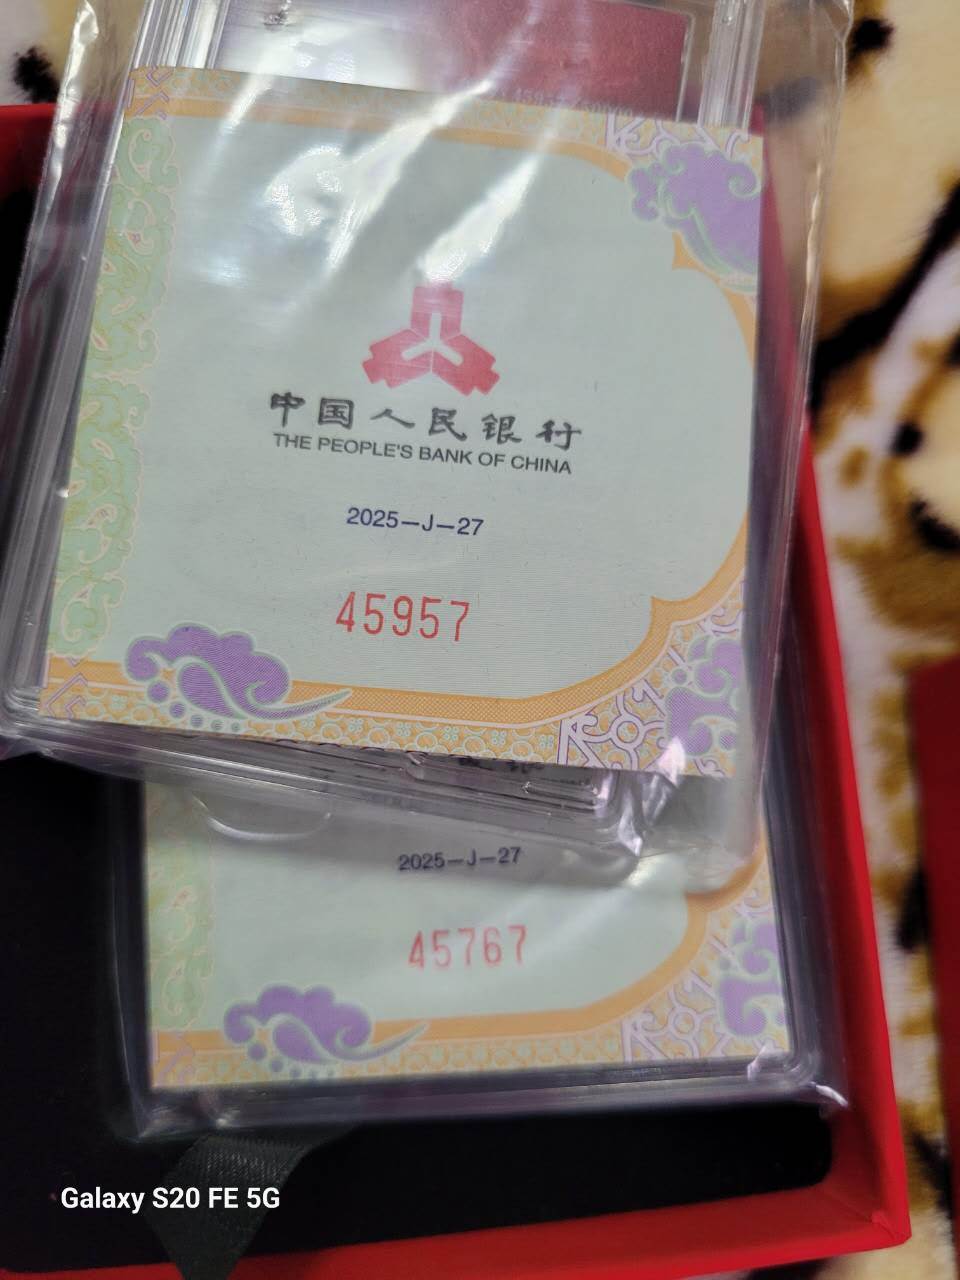 中国人民银行
THE PEOPLE'S BANK OF CHINA
2025—J—27
45957
2025—J—27
45767
Galaxy S20 FE 5G